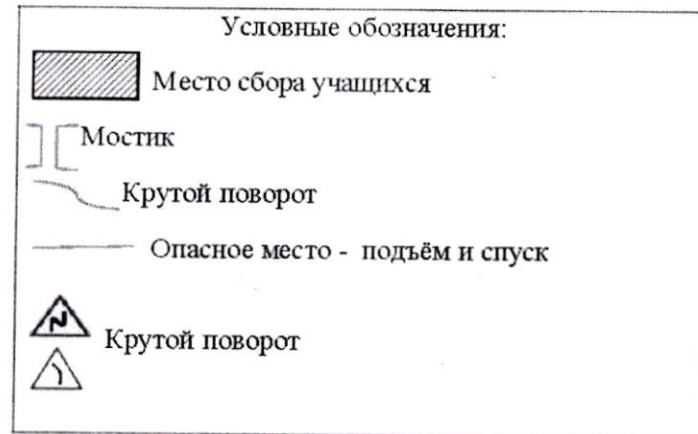 Условные обозначения:
Место сбора учащихся
Мостик
Крутой поворот
Опасное место - подъём и спуск
Крутой поворот